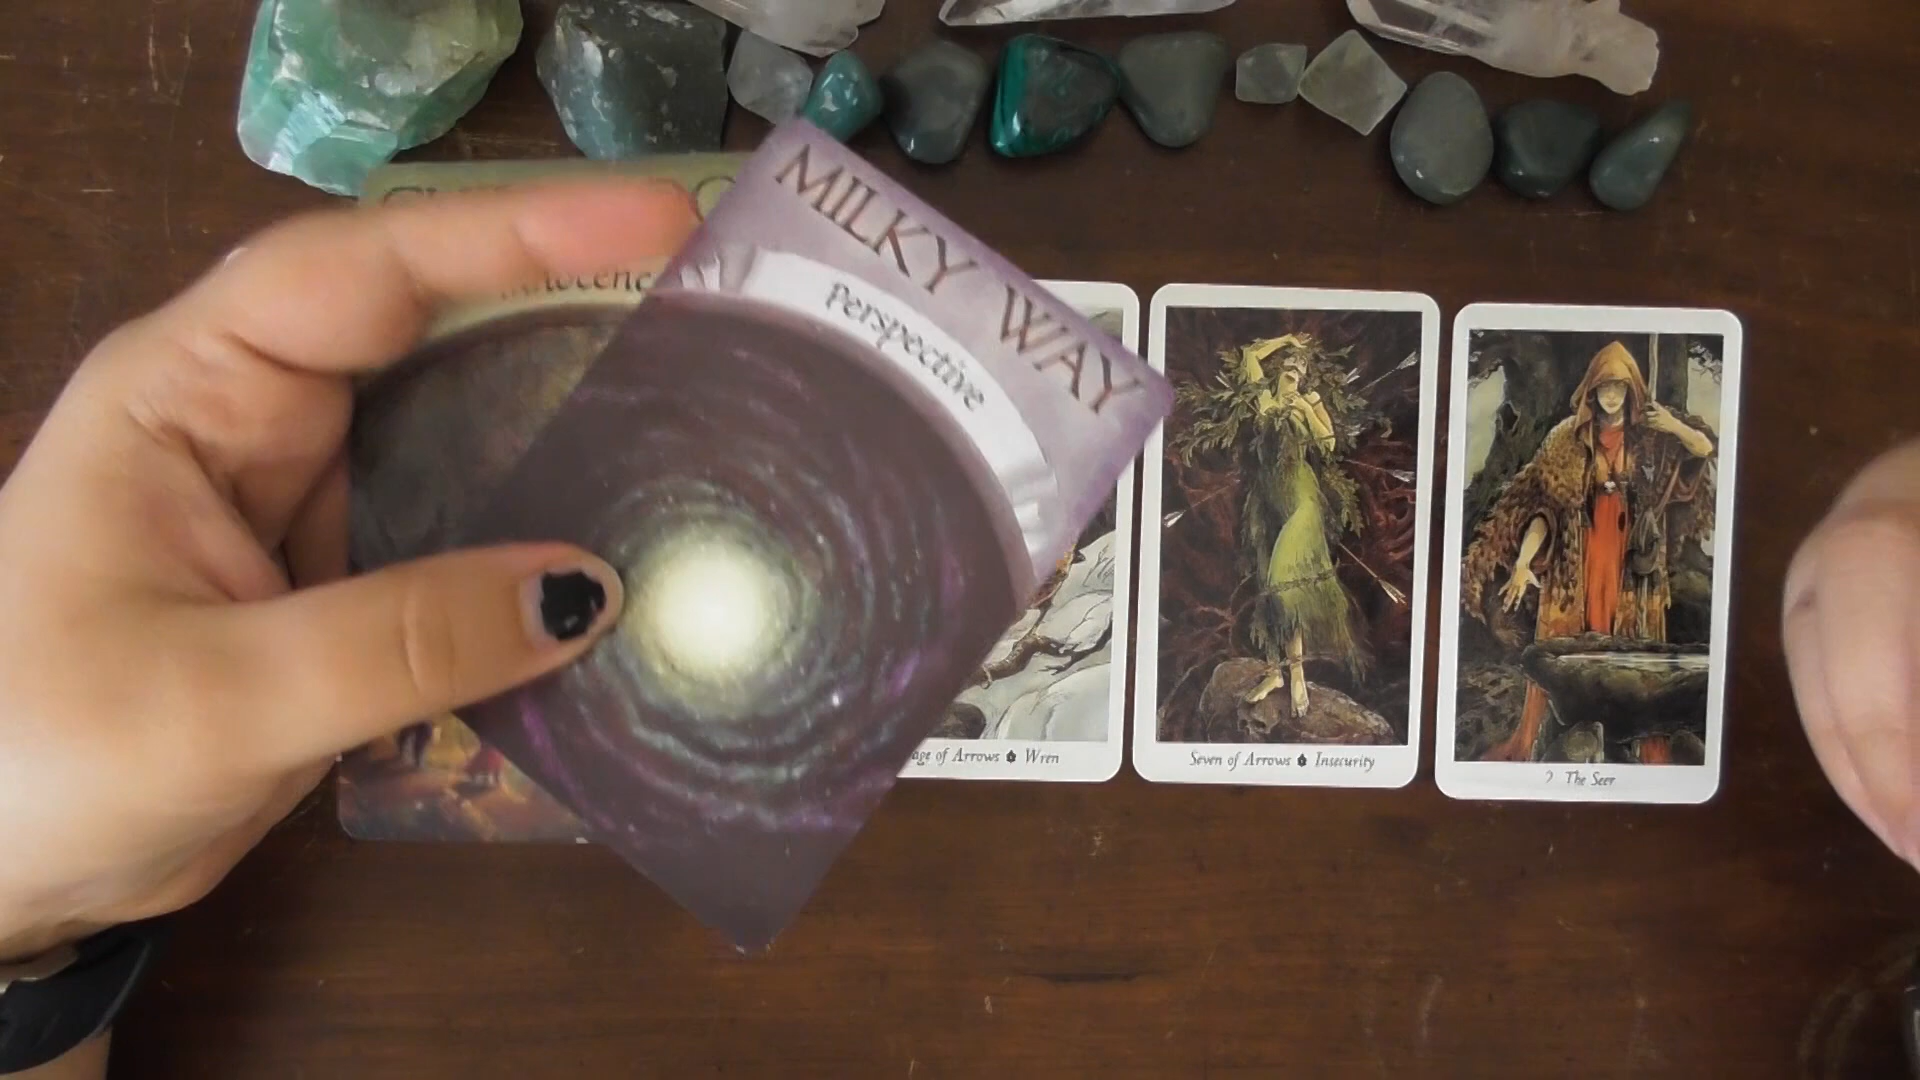 MILKY WAY
Perspective
Innocence
age of Arrows Wren
Seven of Arrows Insecurity
2 The Seer